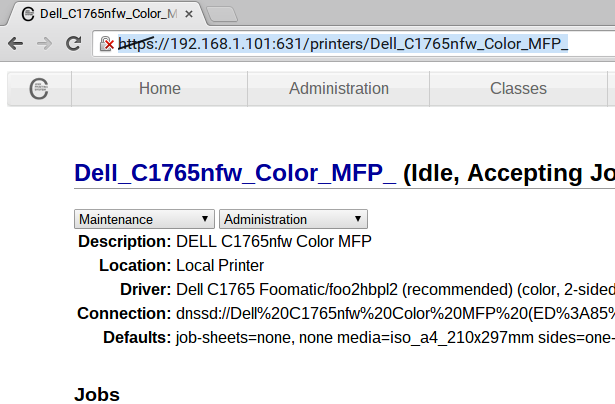 Dell_C1765nfw_Color_M
https://192.168.1.101:631/printers/Dell_C1765nfw_Color_MFP_
Home Administration Classes
Dell_C1765nfw_Color_MFP_ (Idle, Accepting Jo
Maintenance Administration
Description: DELL C1765nfw Color MFP
Location: Local Printer
Driver: Dell C1765 Foomatic/foo2hbpl2 (recommended) (color, 2-sided
Connection: dnssd://Dell%20C1765nfw%20Color%20MFP%20(ED%3A85%
Defaults: job-sheets=none, none media=iso_a4_210x297mm sides=one-
Jobs